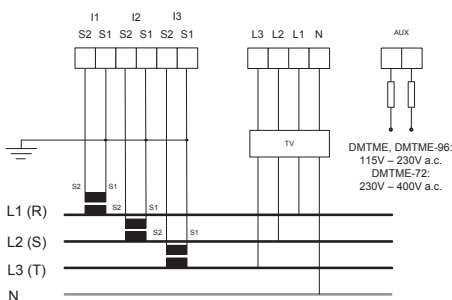 I1 I2 I3
S2 S1 S2 S1 S2 S1 L3 L2 L1 N AUX
TV
DMTME, DMTME-96:
115V – 230V a.c.
DMTME-72:
230V – 400V a.c.
S2 S1
L1 (R) S2 S1
L2 (S) S2 S1
L3 (T)
N